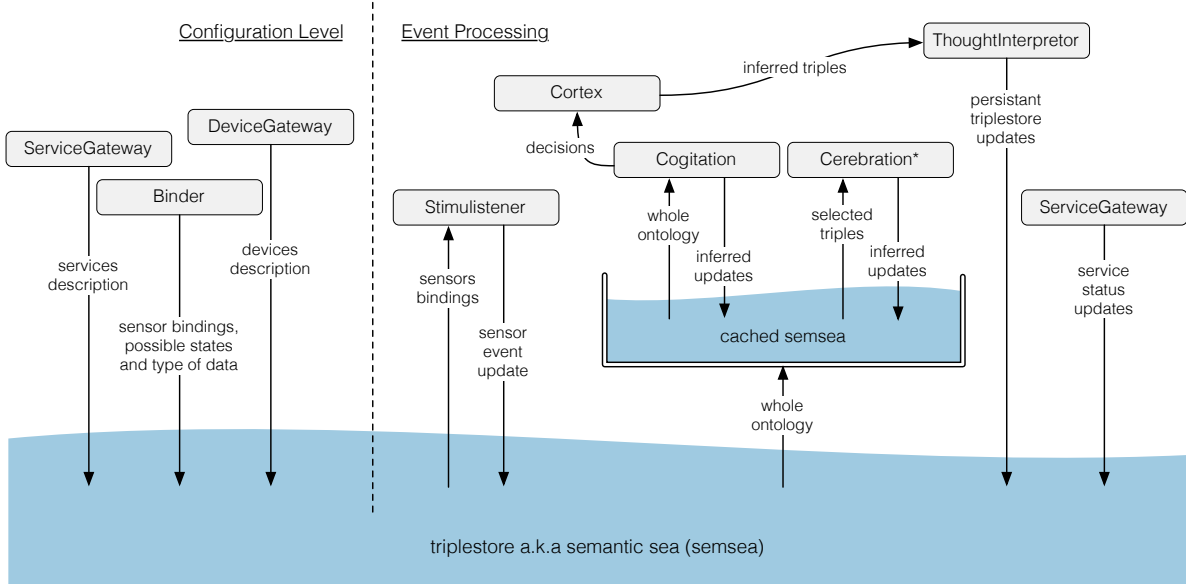 Configuration Level
Event Processing
ThoughtInterpretor
inferred triples
Cortex
persistant
triplestore
updates
DeviceGateway
ServiceGateway
decisions
Cogitation
Cerebration*
Binder
Stimulistener
ServiceGateway
whole
ontology
selected
triples
devices
description
services
description
sensors
bindings
inferred
updates
inferred
updates
service
status
updates
sensor bindings,
possible states
and type of data
sensor
event
update
cached semsea
whole
ontology
triplestore a.k.a semantic sea (semsea)